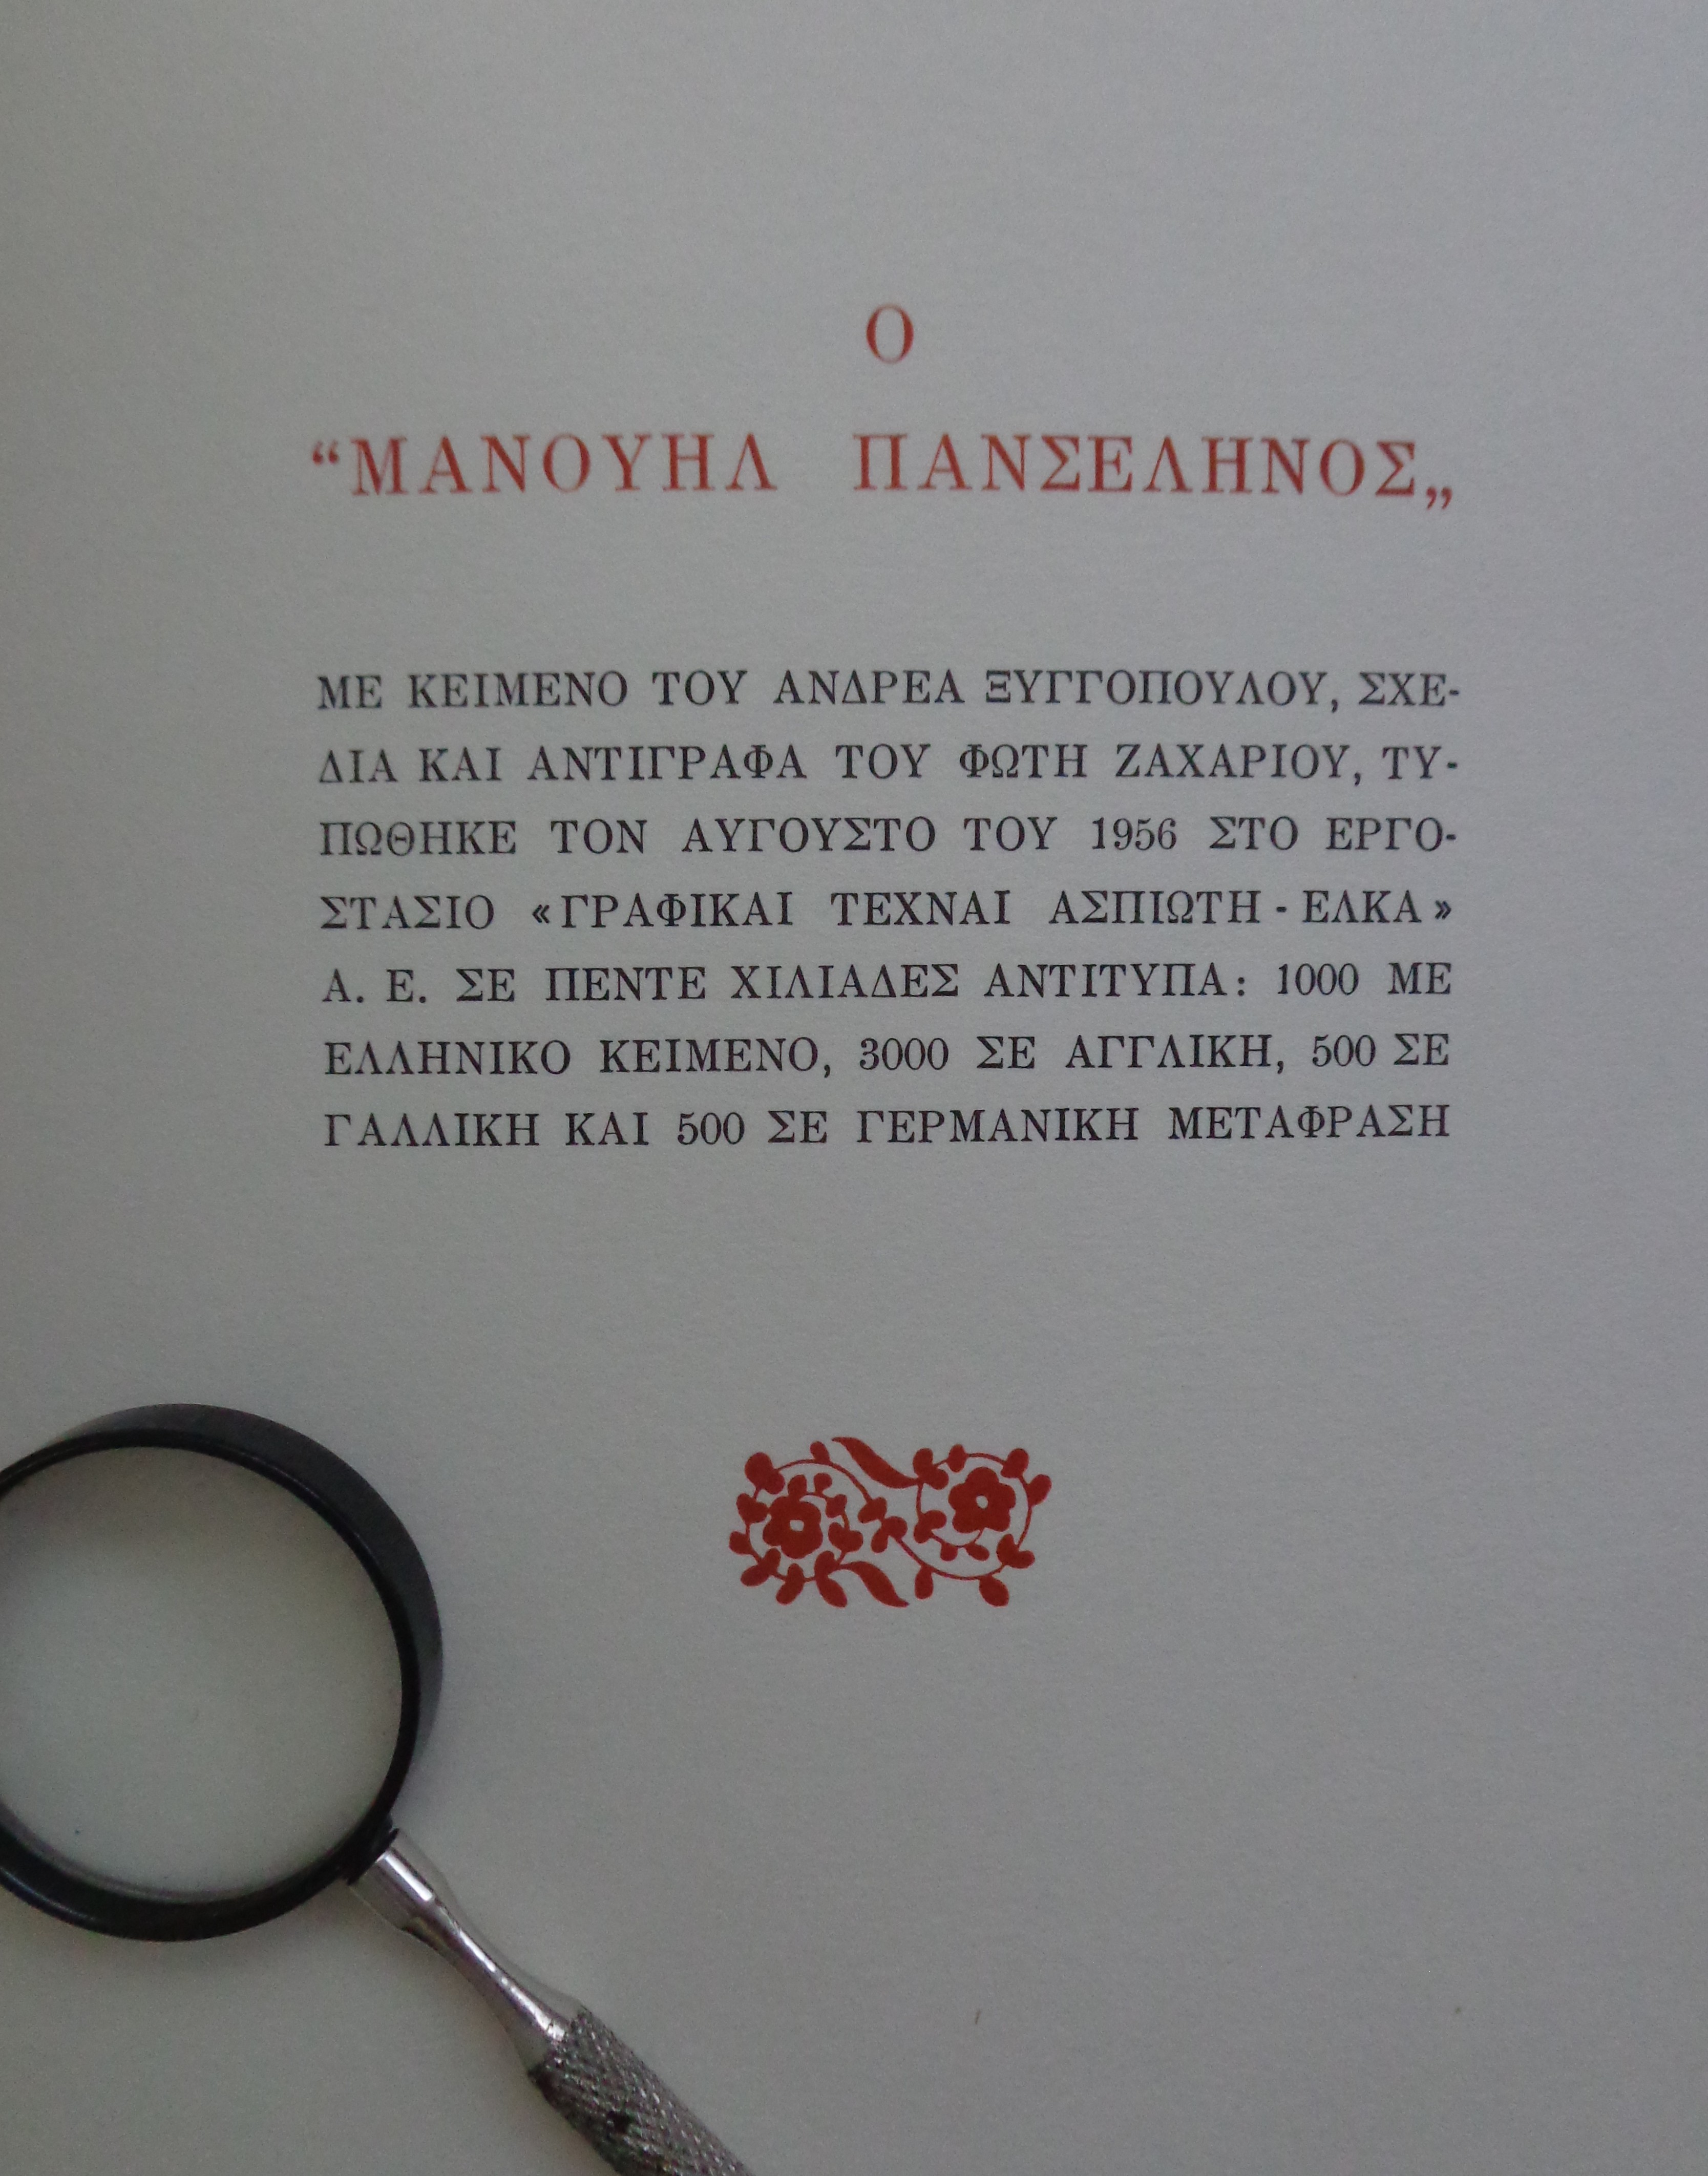 Ο
“ΜΑΝΟΥΗΛ ΠΑΝΣΕΛΗΝΟΣ„
ΜΕ ΚΕΙΜΕΝΟ ΤΟΥ ΑΝΔΡΕΑ ΞΥΓΓΟΠΟΥΛΟΥ, ΣΧΕ-
ΔΙΑ ΚΑΙ ΑΝΤΙΓΡΑΦΑ ΤΟΥ ΦΩΤΗ ΖΑΧΑΡΙΟΥ, ΤΥ-
ΠΩΘΗΚΕ ΤΟΝ ΑΥΓΟΥΣΤΟ ΤΟΥ 1956 ΣΤΟ ΕΡΓΟ-
ΣΤΑΣΙΟ «ΓΡΑΦΙΚΑΙ ΤΕΧΝΑΙ ΑΣΠΙΩΤΗ - ΕΛΚΑ»
Α. Ε. ΣΕ ΠΕΝΤΕ ΧΙΛΙΑΔΕΣ ΑΝΤΙΤΥΠΑ: 1000 ΜΕ
ΕΛΛΗΝΙΚΟ ΚΕΙΜΕΝΟ, 3000 ΣΕ ΑΓΓΛΙΚΗ, 500 ΣΕ
ΓΑΛΛΙΚΗ ΚΑΙ 500 ΣΕ ΓΕΡΜΑΝΙΚΗ ΜΕΤΑΦΡΑΣΗ